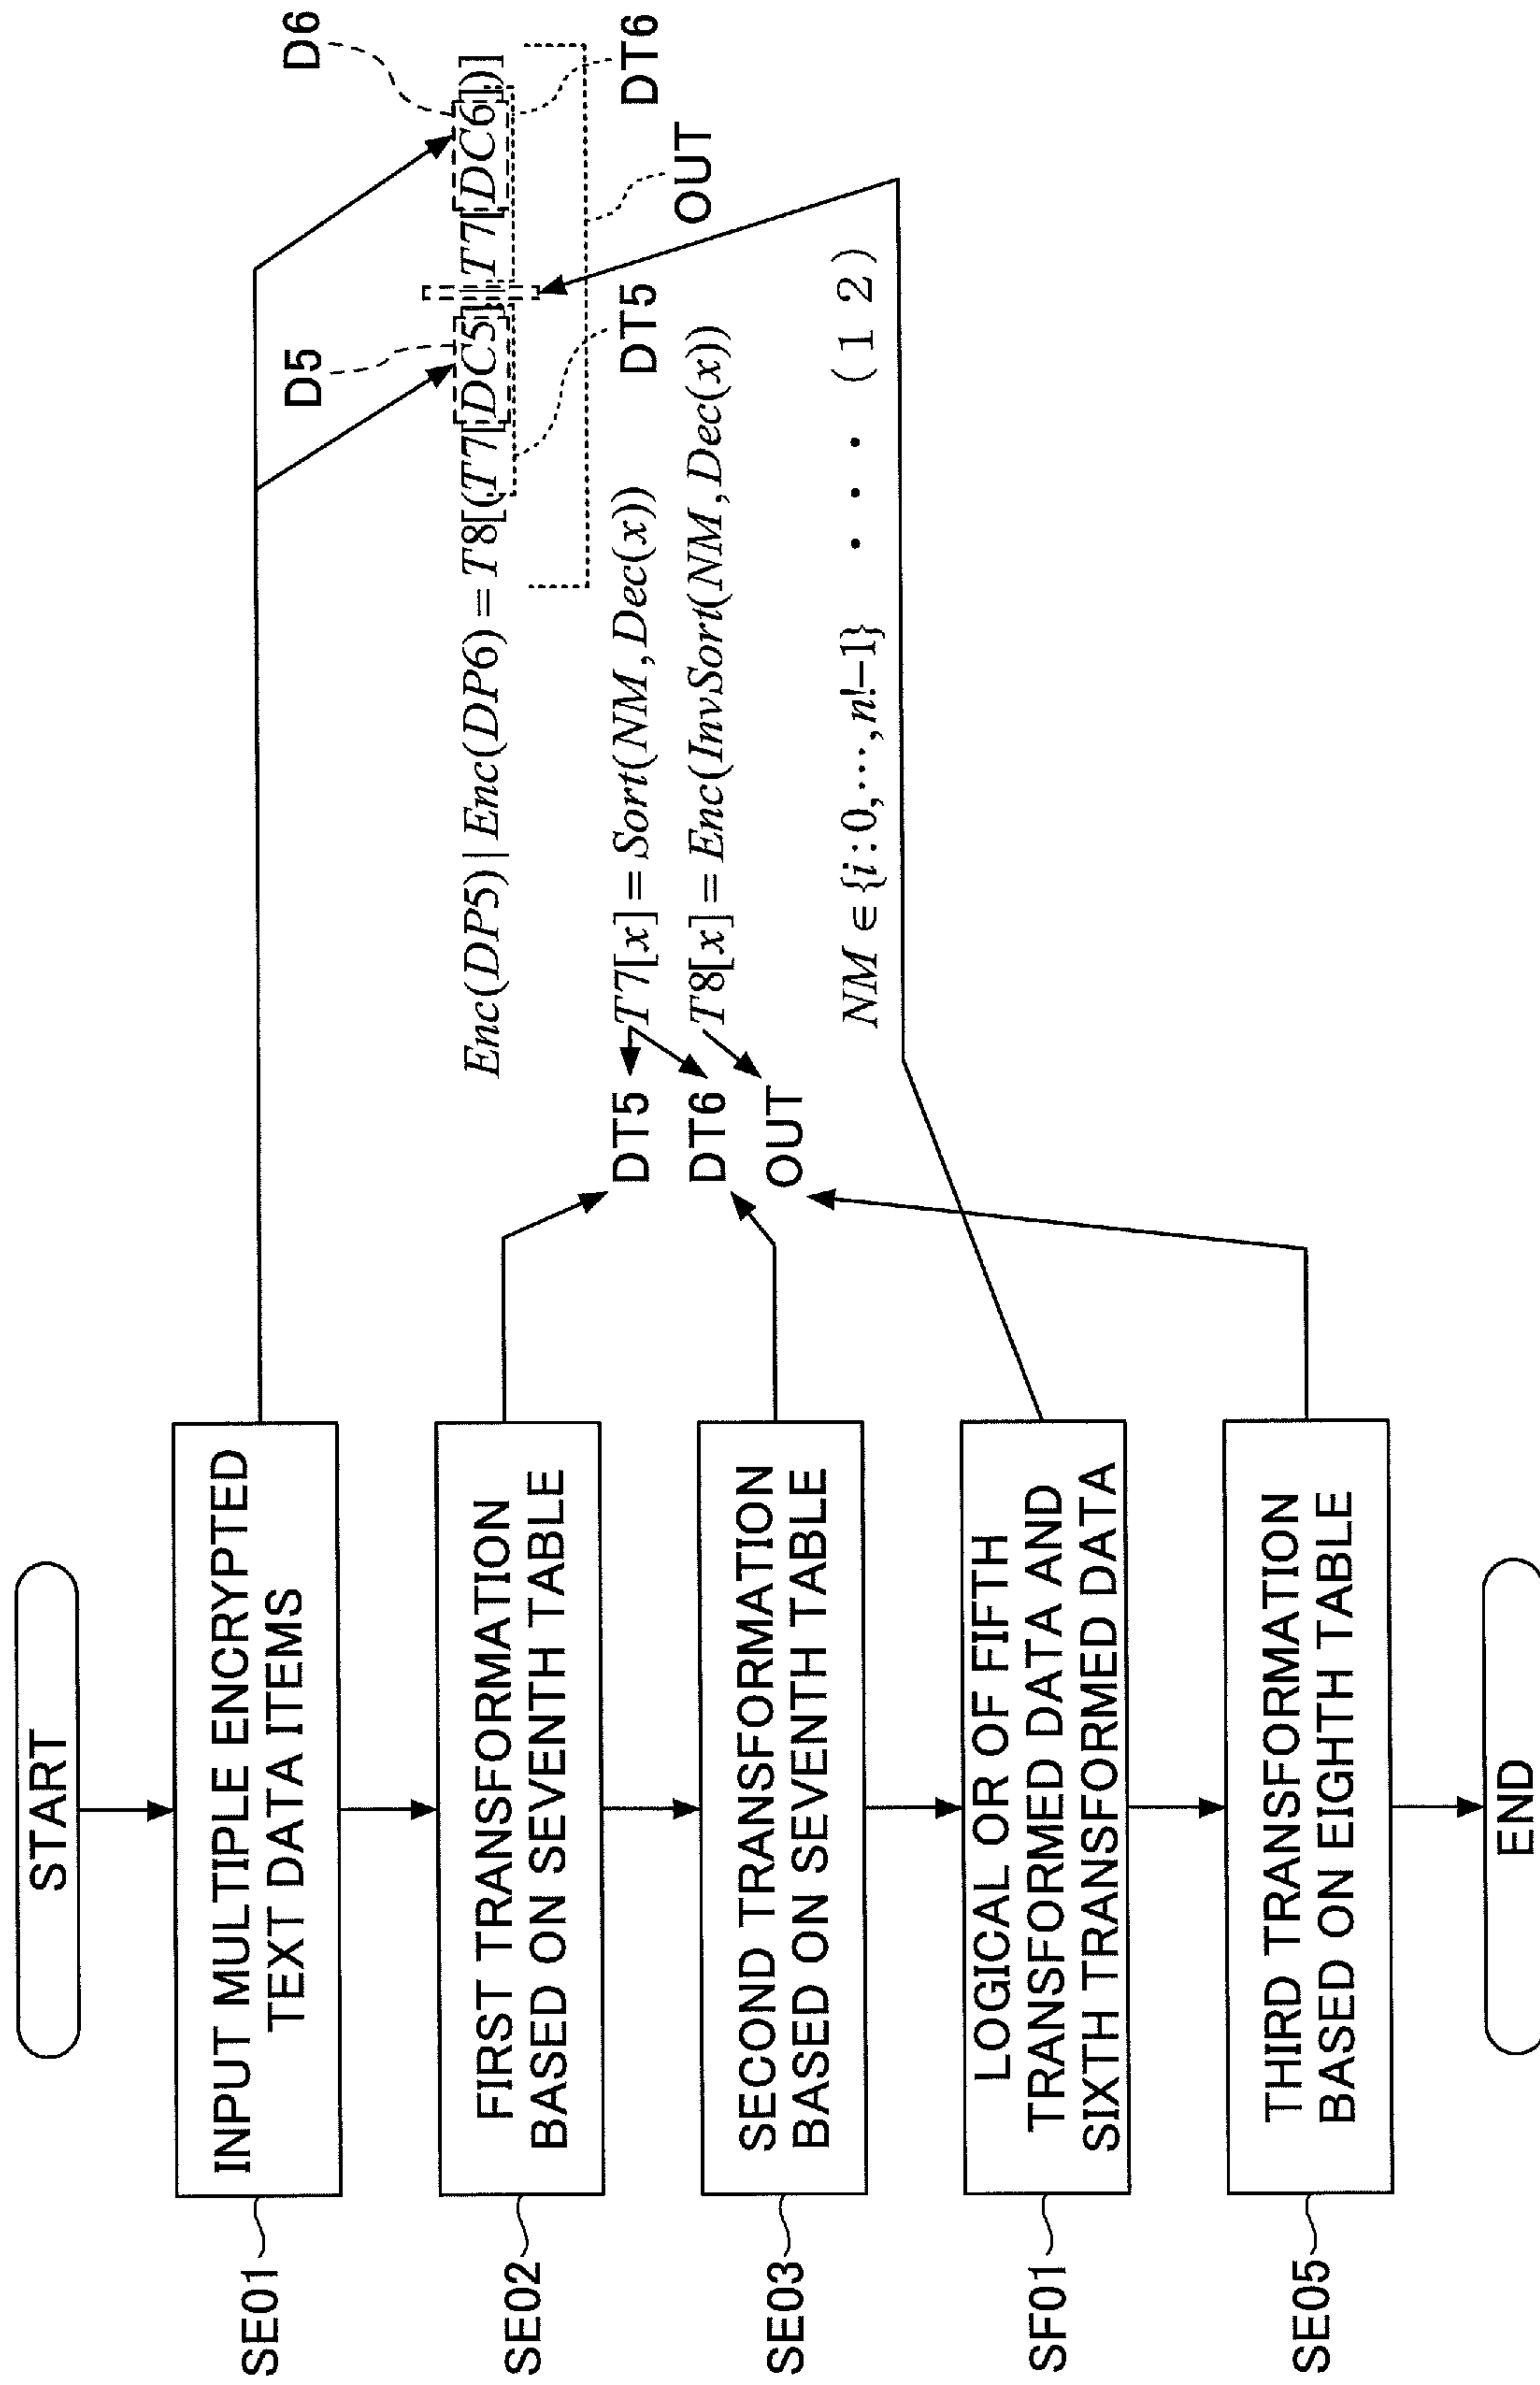 START
SE01
INPUT MULTIPLE ENCRYPTED
TEXT DATA ITEMS
SE02
FIRST TRANSFORMATION
BASED ON SEVENTH TABLE
SE03
SECOND TRANSFORMATION
BASED ON SEVENTH TABLE
SF01
LOGICAL OR OF FIFTH
TRANSFORMED DATA AND
SIXTH TRANSFORMED DATA
SE05
THIRD TRANSFORMATION
BASED ON EIGHTH TABLE
END
D5
D6
Enc(DP5) | Enc(DP6) = T8[(T7[DC5] | T7[DC6])]
DT5
DT6
OUT
DT5
T7[x] = Sort(NM, Dec(x))
DT6
T8[x] = Enc(InvSort(NM, Dec(x))
OUT
NM ∈ {i : 0, ⋯, n!−1} • • • (12)